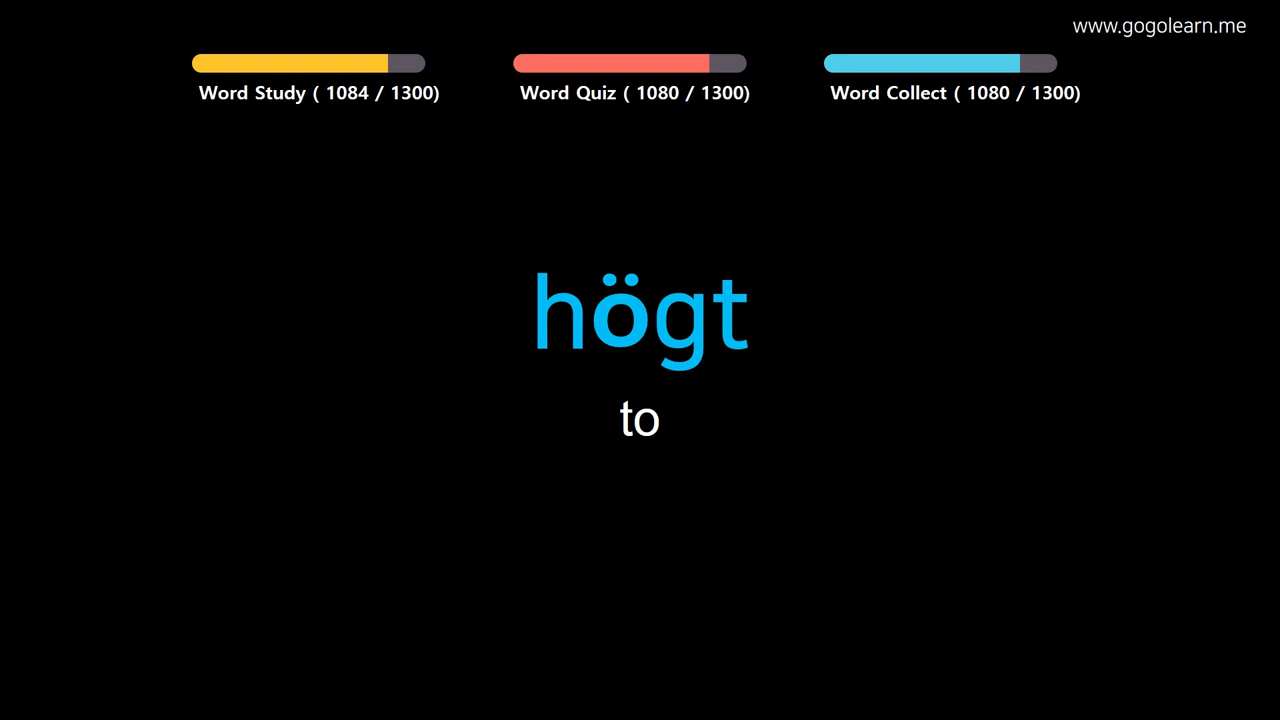 www.gogolearn.me
Word Study ( 1084 / 1300)
Word Quiz ( 1080 / 1300)
Word Collect ( 1080 / 1300)
högt
to